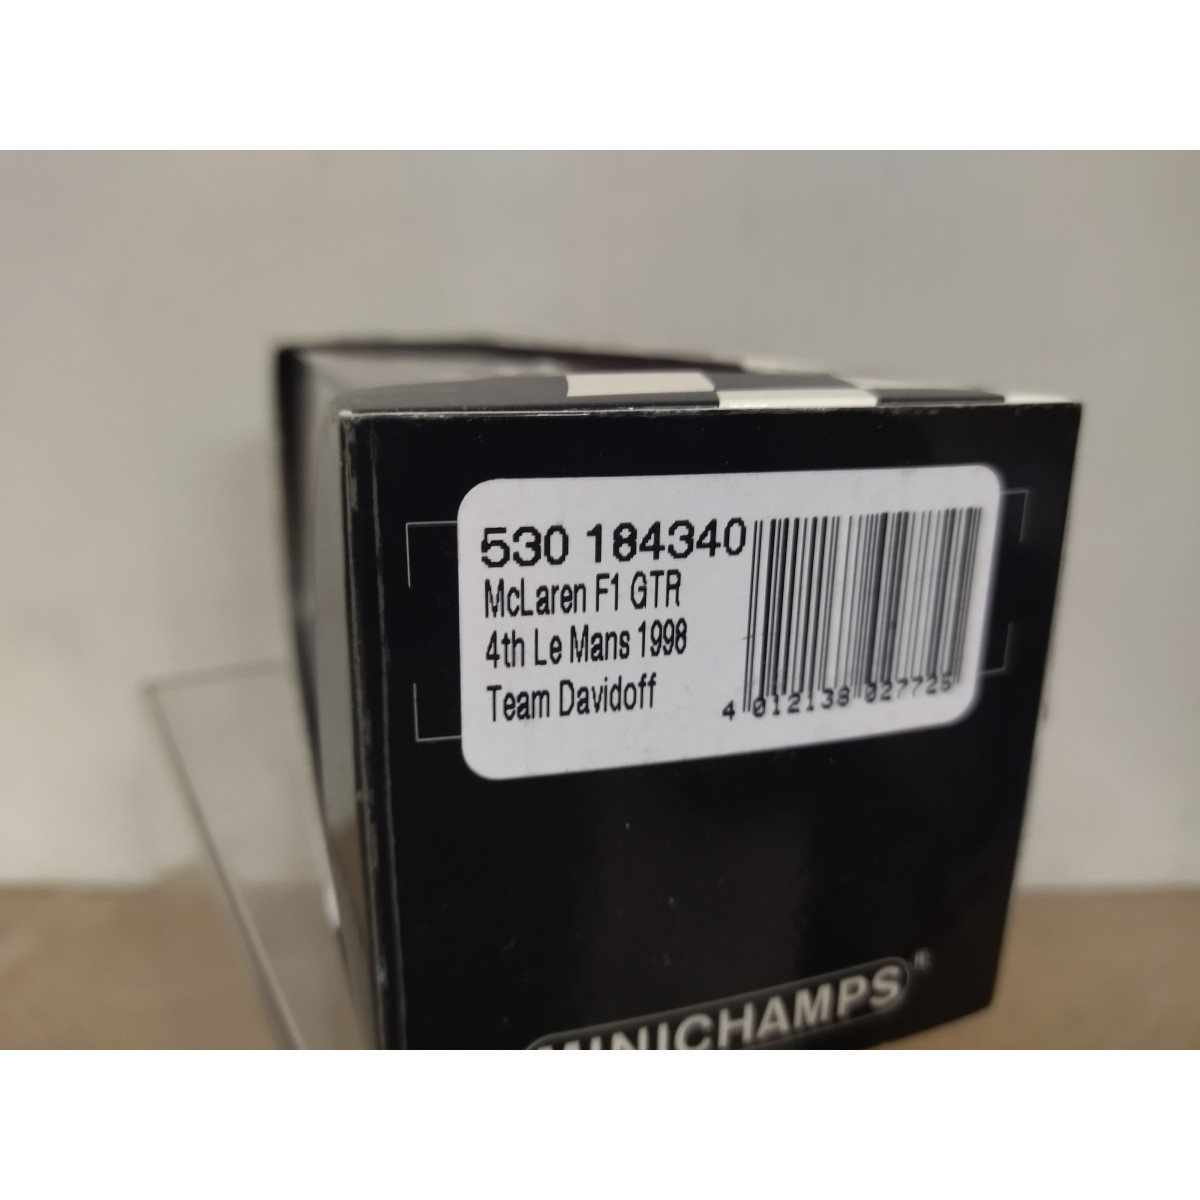 530 184340
McLaren F1 GTR
4th Le Mans 1998
Team Davidoff
4 012138 027725
MINICHAMPS®